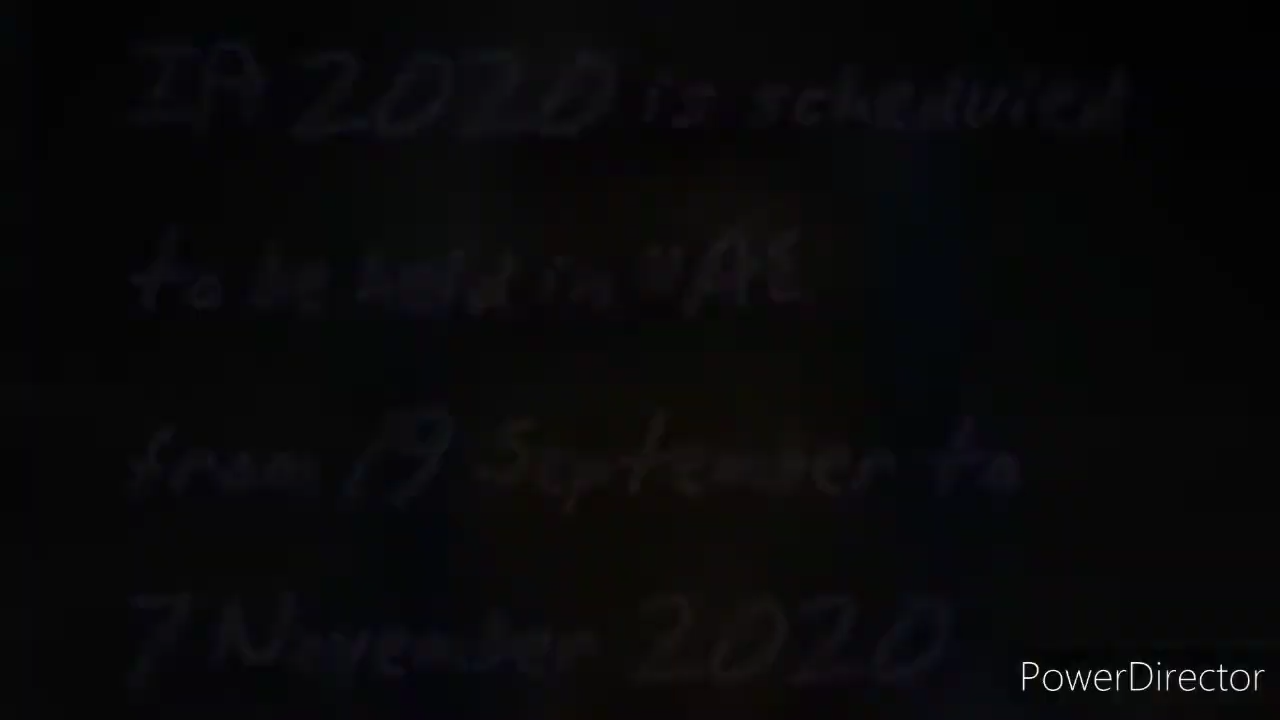 2020 is scheduled
to be held in UAE
from 19 September to
7 November 2020
PowerDirector